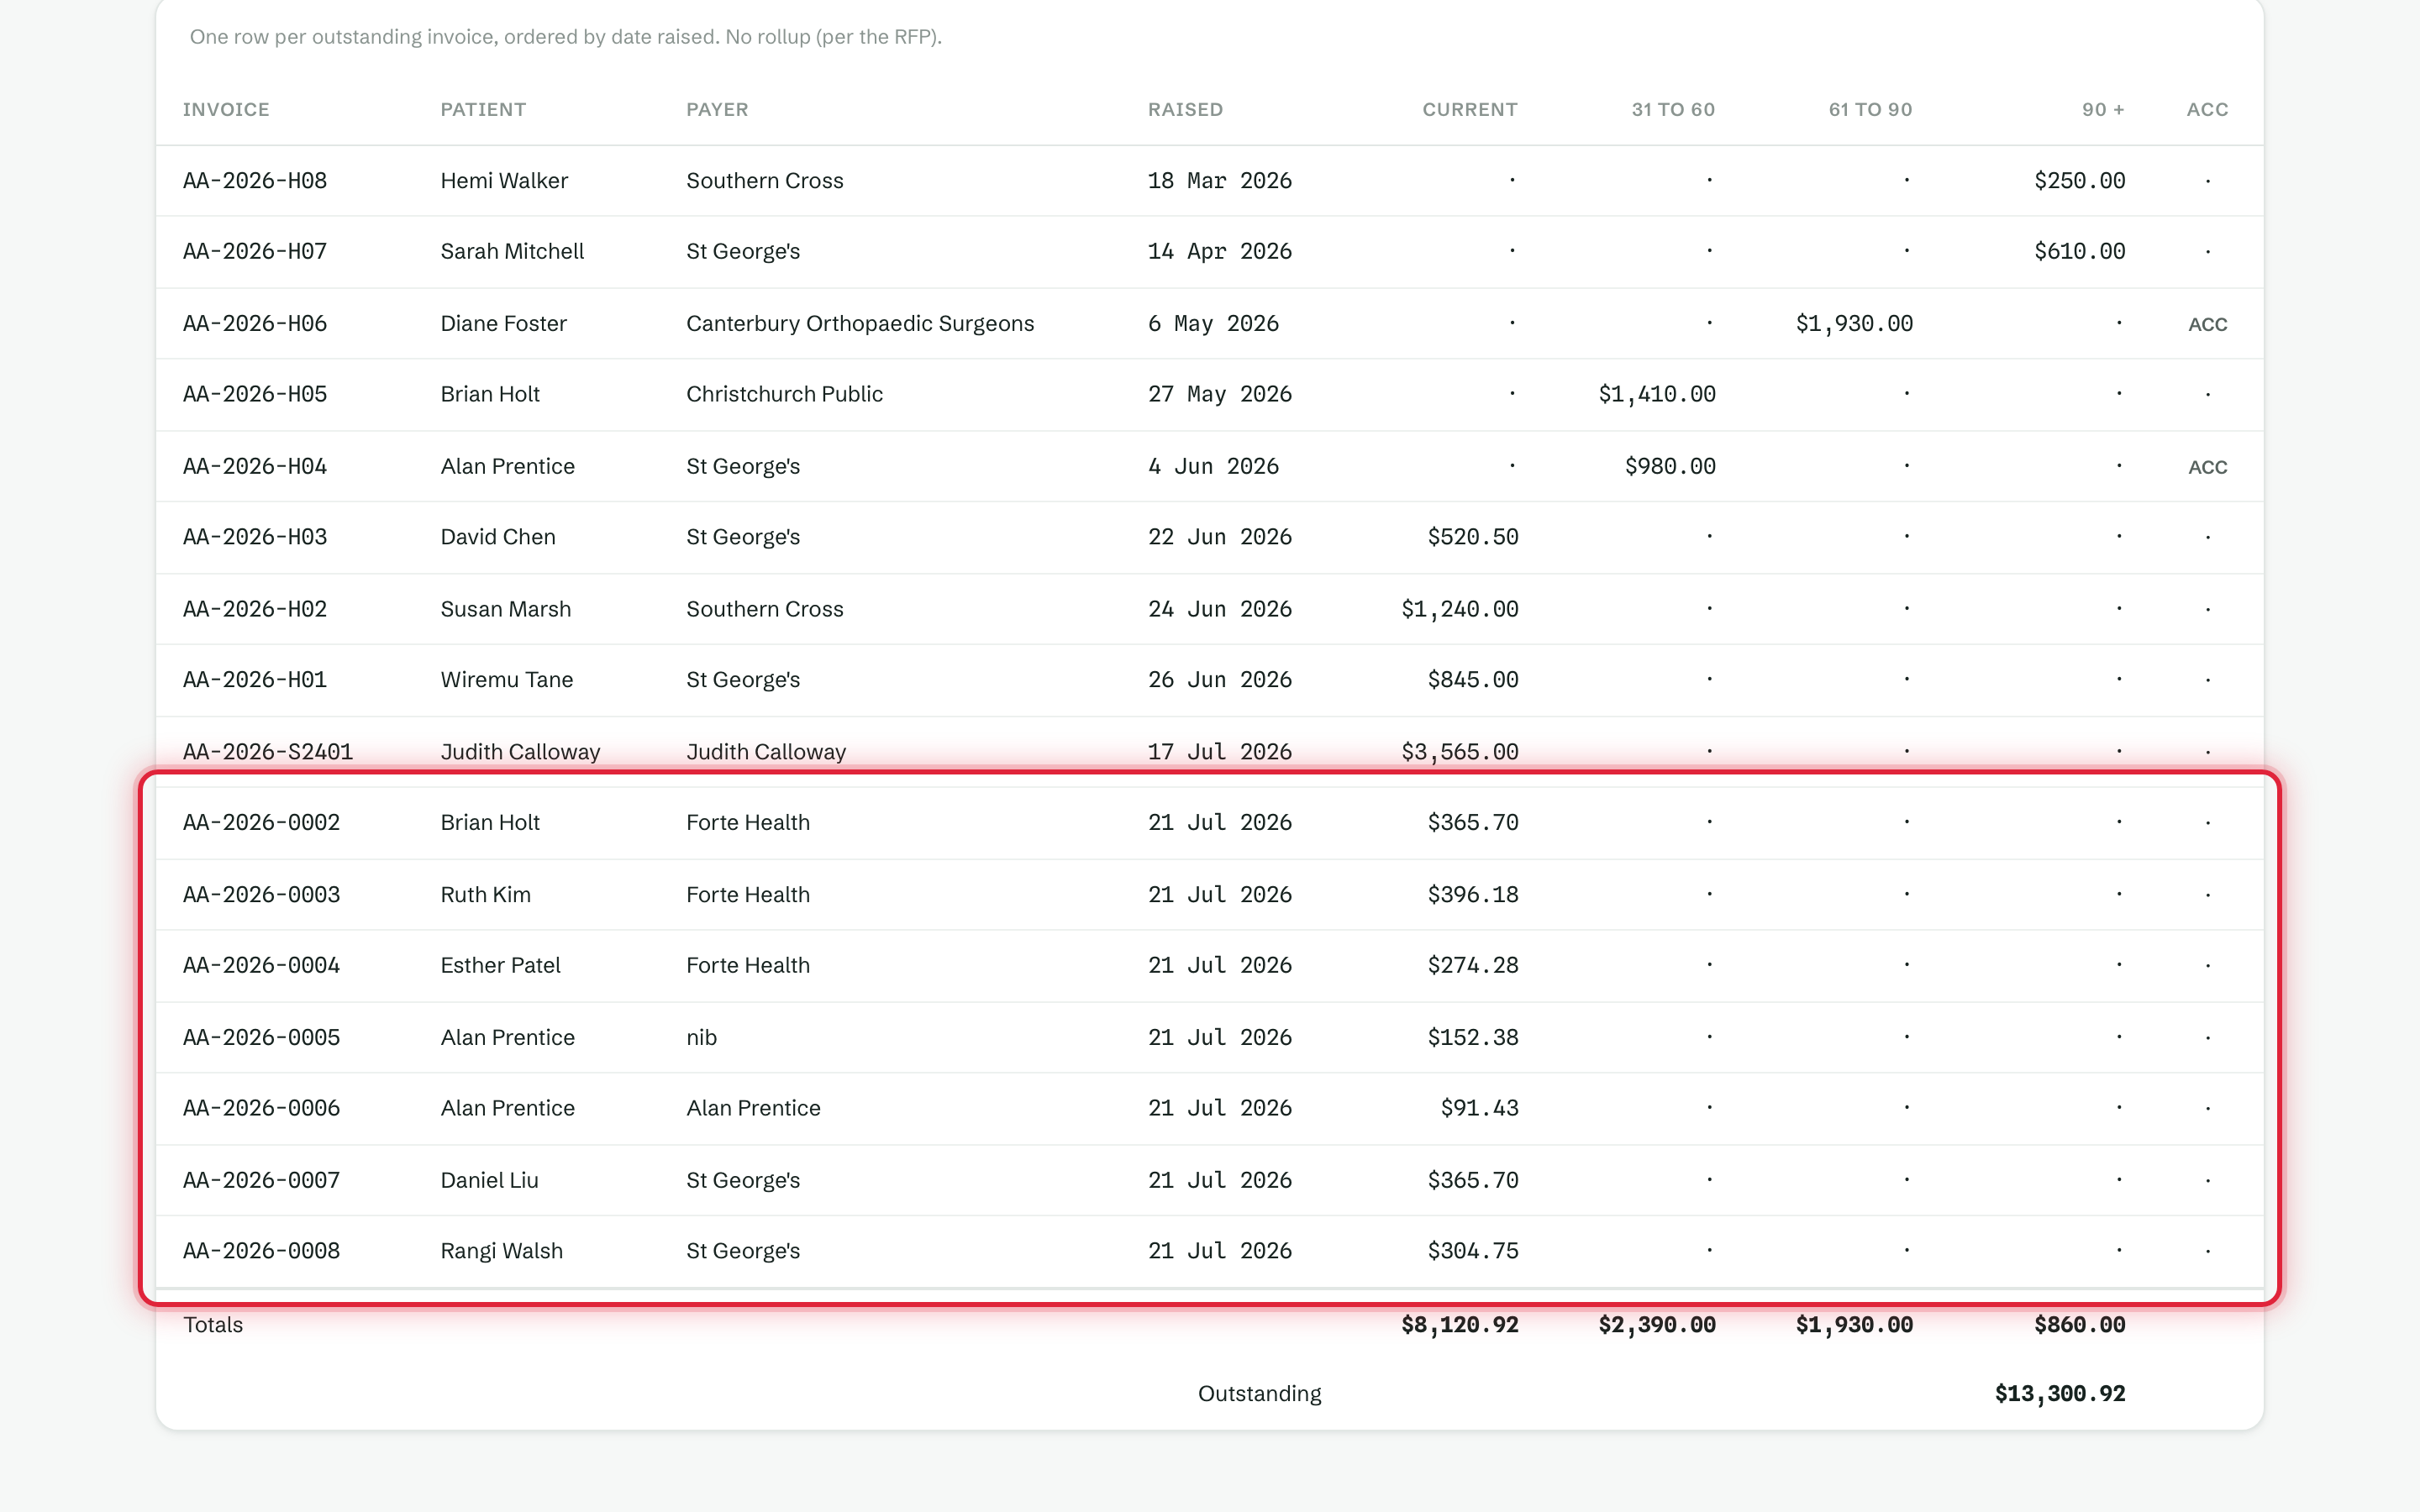 One row per outstanding invoice, ordered by date raised. No rollup (per the RFP).
INVOICE PATIENT PAYER RAISED CURRENT 31 TO 60 61 TO 90 90 + ACC
AA-2026-H08 Hemi Walker Southern Cross 18 Mar 2026 · · · $250.00 ·
AA-2026-H07 Sarah Mitchell St George's 14 Apr 2026 · · · $610.00 ·
AA-2026-H06 Diane Foster Canterbury Orthopaedic Surgeons 6 May 2026 · · $1,930.00 · ACC
AA-2026-H05 Brian Holt Christchurch Public 27 May 2026 · $1,410.00 · · ·
AA-2026-H04 Alan Prentice St George's 4 Jun 2026 · $980.00 · · ACC
AA-2026-H03 David Chen St George's 22 Jun 2026 $520.50 · · · ·
AA-2026-H02 Susan Marsh Southern Cross 24 Jun 2026 $1,240.00 · · · ·
AA-2026-H01 Wiremu Tane St George's 26 Jun 2026 $845.00 · · · ·
AA-2026-S2401 Judith Calloway Judith Calloway 17 Jul 2026 $3,565.00 · · · ·
AA-2026-0002 Brian Holt Forte Health 21 Jul 2026 $365.70 · · · ·
AA-2026-0003 Ruth Kim Forte Health 21 Jul 2026 $396.18 · · · ·
AA-2026-0004 Esther Patel Forte Health 21 Jul 2026 $274.28 · · · ·
AA-2026-0005 Alan Prentice nib 21 Jul 2026 $152.38 · · · ·
AA-2026-0006 Alan Prentice Alan Prentice 21 Jul 2026 $91.43 · · · ·
AA-2026-0007 Daniel Liu St George's 21 Jul 2026 $365.70 · · · ·
AA-2026-0008 Rangi Walsh St George's 21 Jul 2026 $304.75 · · · ·
Totals $8,120.92 $2,390.00 $1,930.00 $860.00
Outstanding $13,300.92